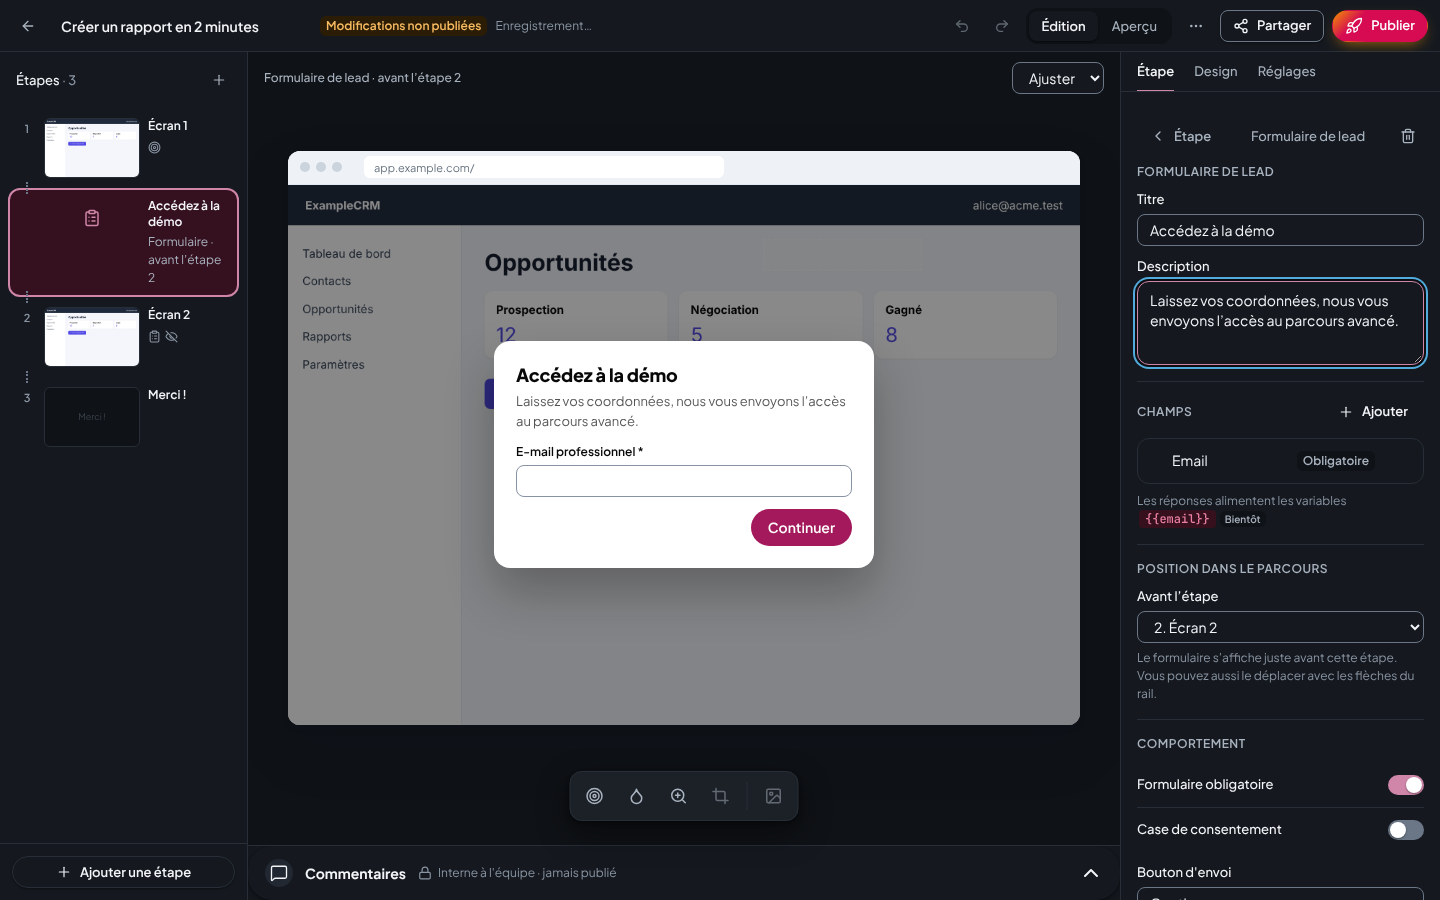 Créer un rapport en 2 minutes
Modifications non publiées
Enregistrement…
Édition
Aperçu
Partager
Publier
Étapes · 3
1
Écran 1
Accédez à la
démo
Formulaire ·
avant l'étape
2
2
Écran 2
3
Merci !
Merci !
Ajouter une étape
Formulaire de lead · avant l'étape 2
Ajuster
app.example.com/
ExampleCRM
alice@acme.test
Tableau de bord
Contacts
Opportunités
Rapports
Paramètres
Opportunités
Prospection
12
Négociation
5
Gagné
8
Accédez à la démo
Laissez vos coordonnées, nous vous envoyons l'accès
au parcours avancé.
E-mail professionnel *
Continuer
Commentaires
Interne à l'équipe · jamais publié
Étape
Design
Réglages
Étape
Formulaire de lead
FORMULAIRE DE LEAD
Titre
Accédez à la démo
Description
Laissez vos coordonnées, nous vous
envoyons l'accès au parcours avancé.
CHAMPS
Ajouter
Email
Obligatoire
Les réponses alimentent les variables
{{email}}
Bientôt
POSITION DANS LE PARCOURS
Avant l'étape
2. Écran 2
Le formulaire s'affiche juste avant cette étape.
Vous pouvez aussi le déplacer avec les flèches du
rail.
COMPORTEMENT
Formulaire obligatoire
Case de consentement
Bouton d'envoi